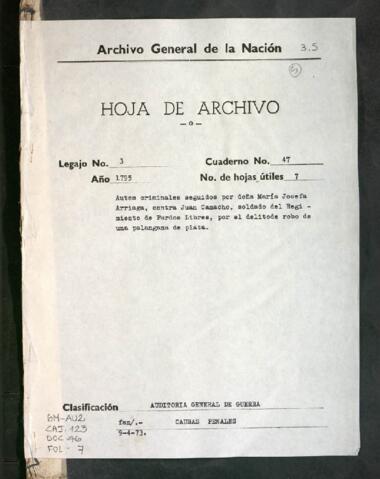 Archivo General de la Nación 3.5
5
HOJA DE ARCHIVO
—o—
Legajo No. 3 Cuaderno No. 47
Año 1795 No. de hojas útiles 7
Autos criminales seguidos por doña María Josefa
Arriaga, contra Juan Camacho, soldado del Regi -
miento de Pardos Libres, por el delitode robo de
una palangana de plata.
Clasificación AUDITORIA GENERAL DE GUERRA
fam/.- CAUSAS PENALES
9-4-73.
GM-AU2
CAJ. 123
DOC. 46
FOL - 7